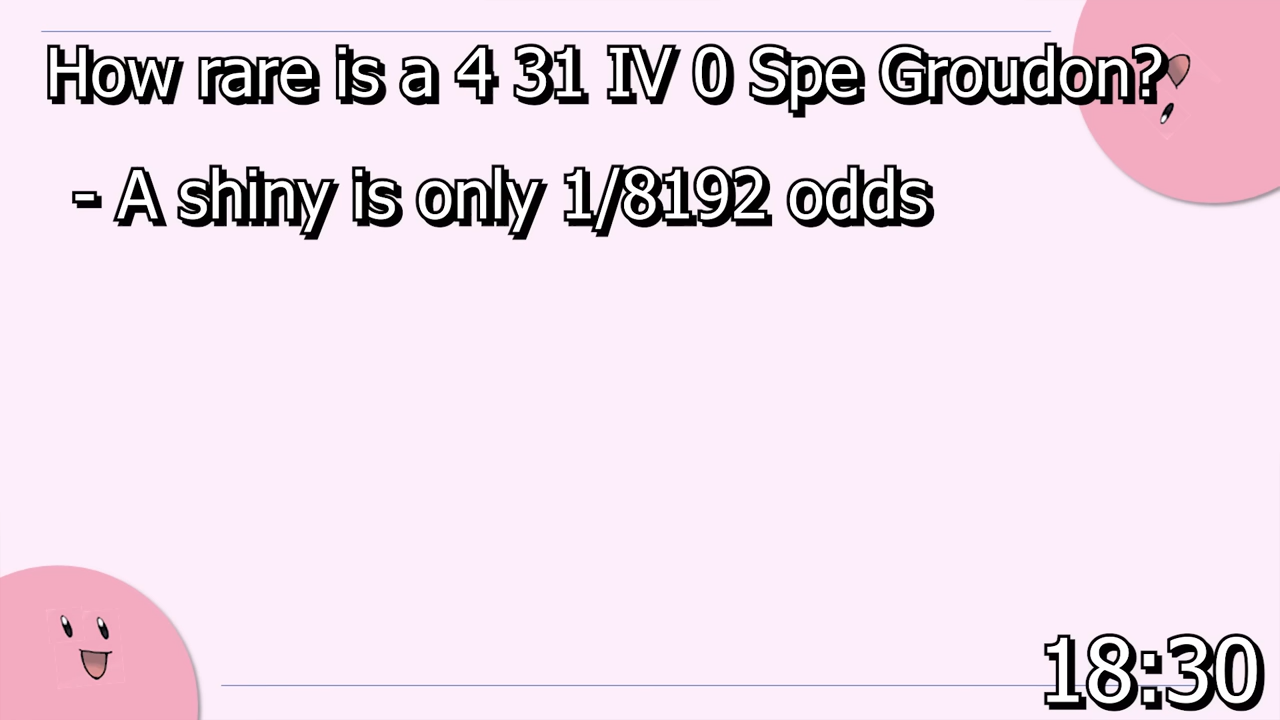 How rare is a 4 31 IV 0 Spe Groudon?
- A shiny is only 1/8192 odds
18:30